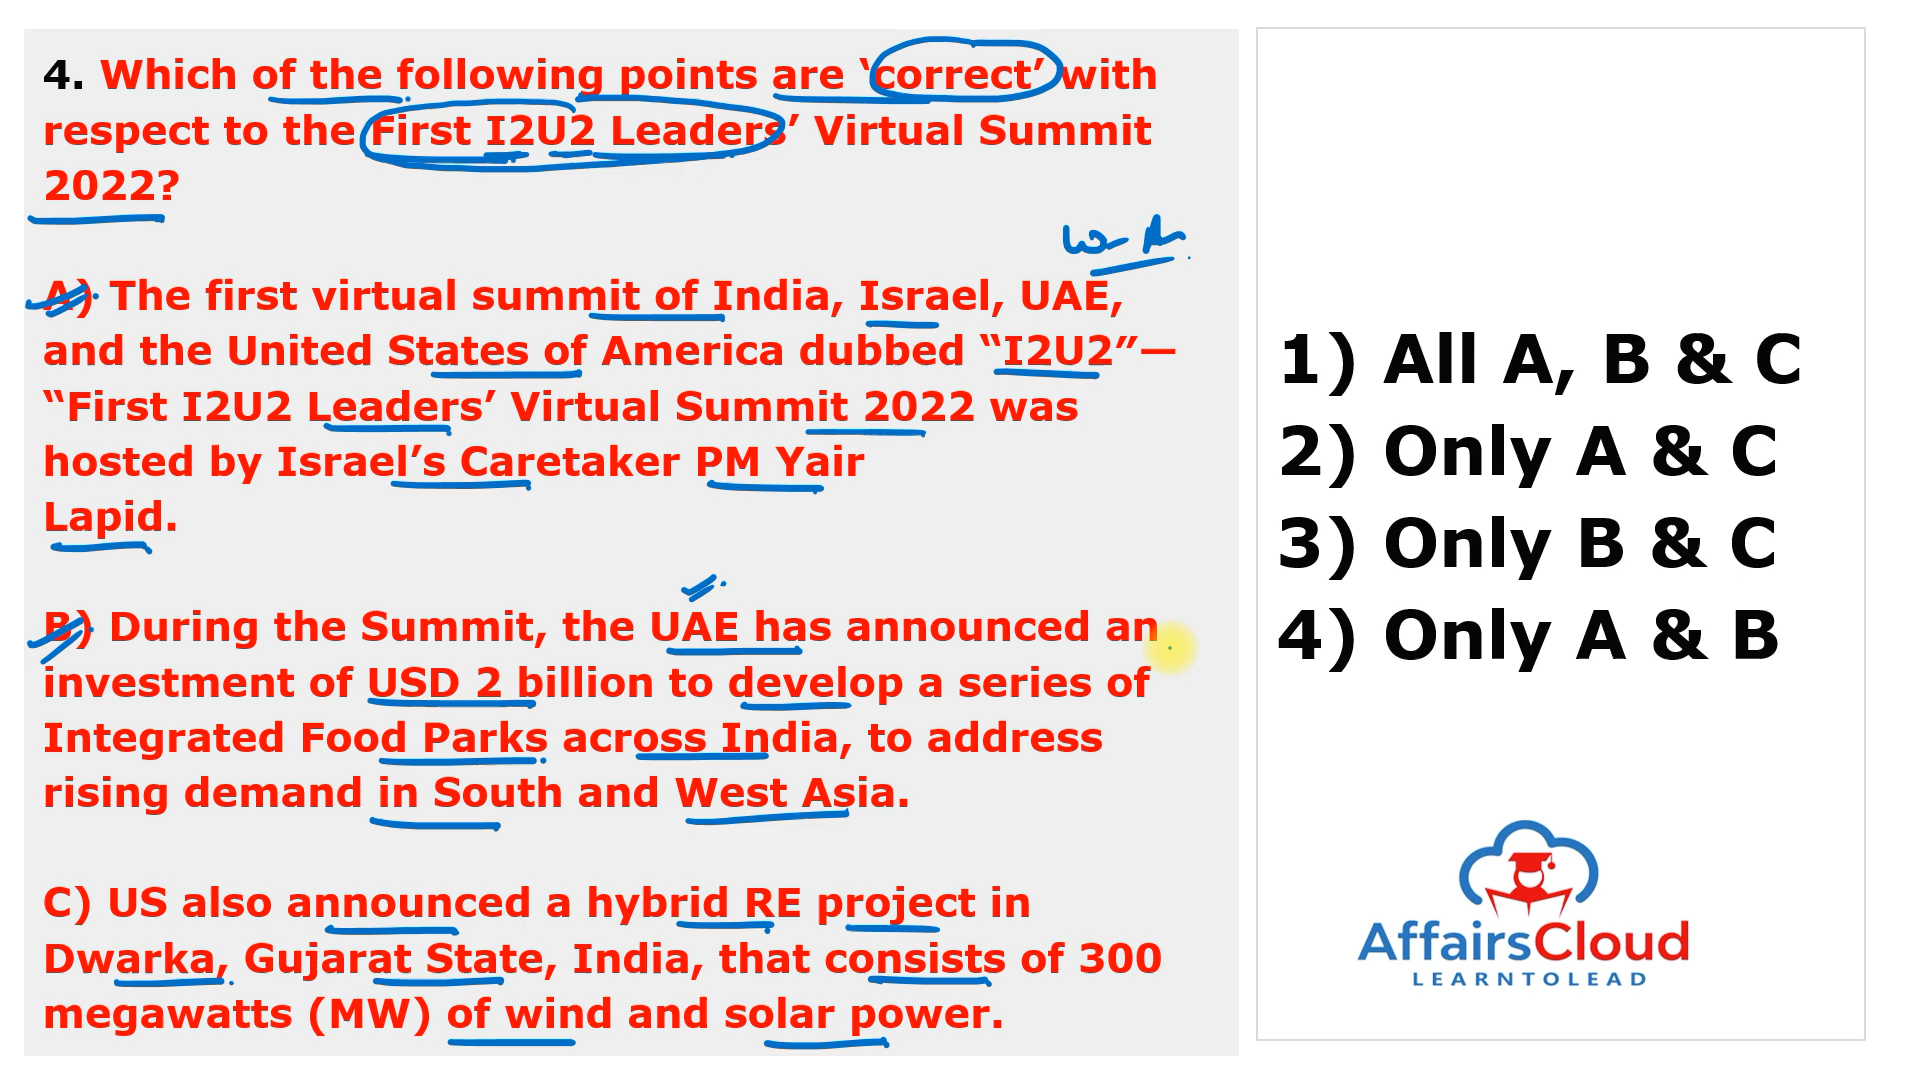 4. Which of the following points are ‘correct’ with
respect to the First I2U2 Leaders’ Virtual Summit
2022?
A) The first virtual summit of India, Israel, UAE,
and the United States of America dubbed “I2U2”—
“First I2U2 Leaders’ Virtual Summit 2022 was
hosted by Israel’s Caretaker PM Yair
Lapid.
B) During the Summit, the UAE has announced an
investment of USD 2 billion to develop a series of
Integrated Food Parks across India, to address
rising demand in South and West Asia.
C) US also announced a hybrid RE project in
Dwarka, Gujarat State, India, that consists of 300
megawatts (MW) of wind and solar power.
1) All A, B & C
2) Only A & C
3) Only B & C
4) Only A & B
AffairsCloud
LEARNTOLEAD